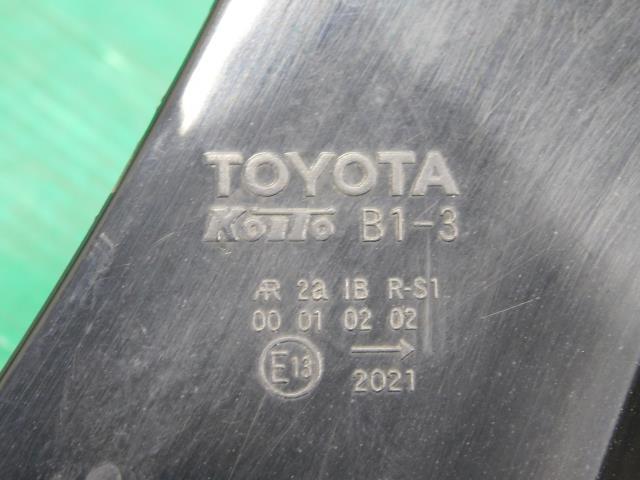 TOYOTA
KOITO B1-3
AR 2a IB R-S1
00 01 02 02
E13 →
2021